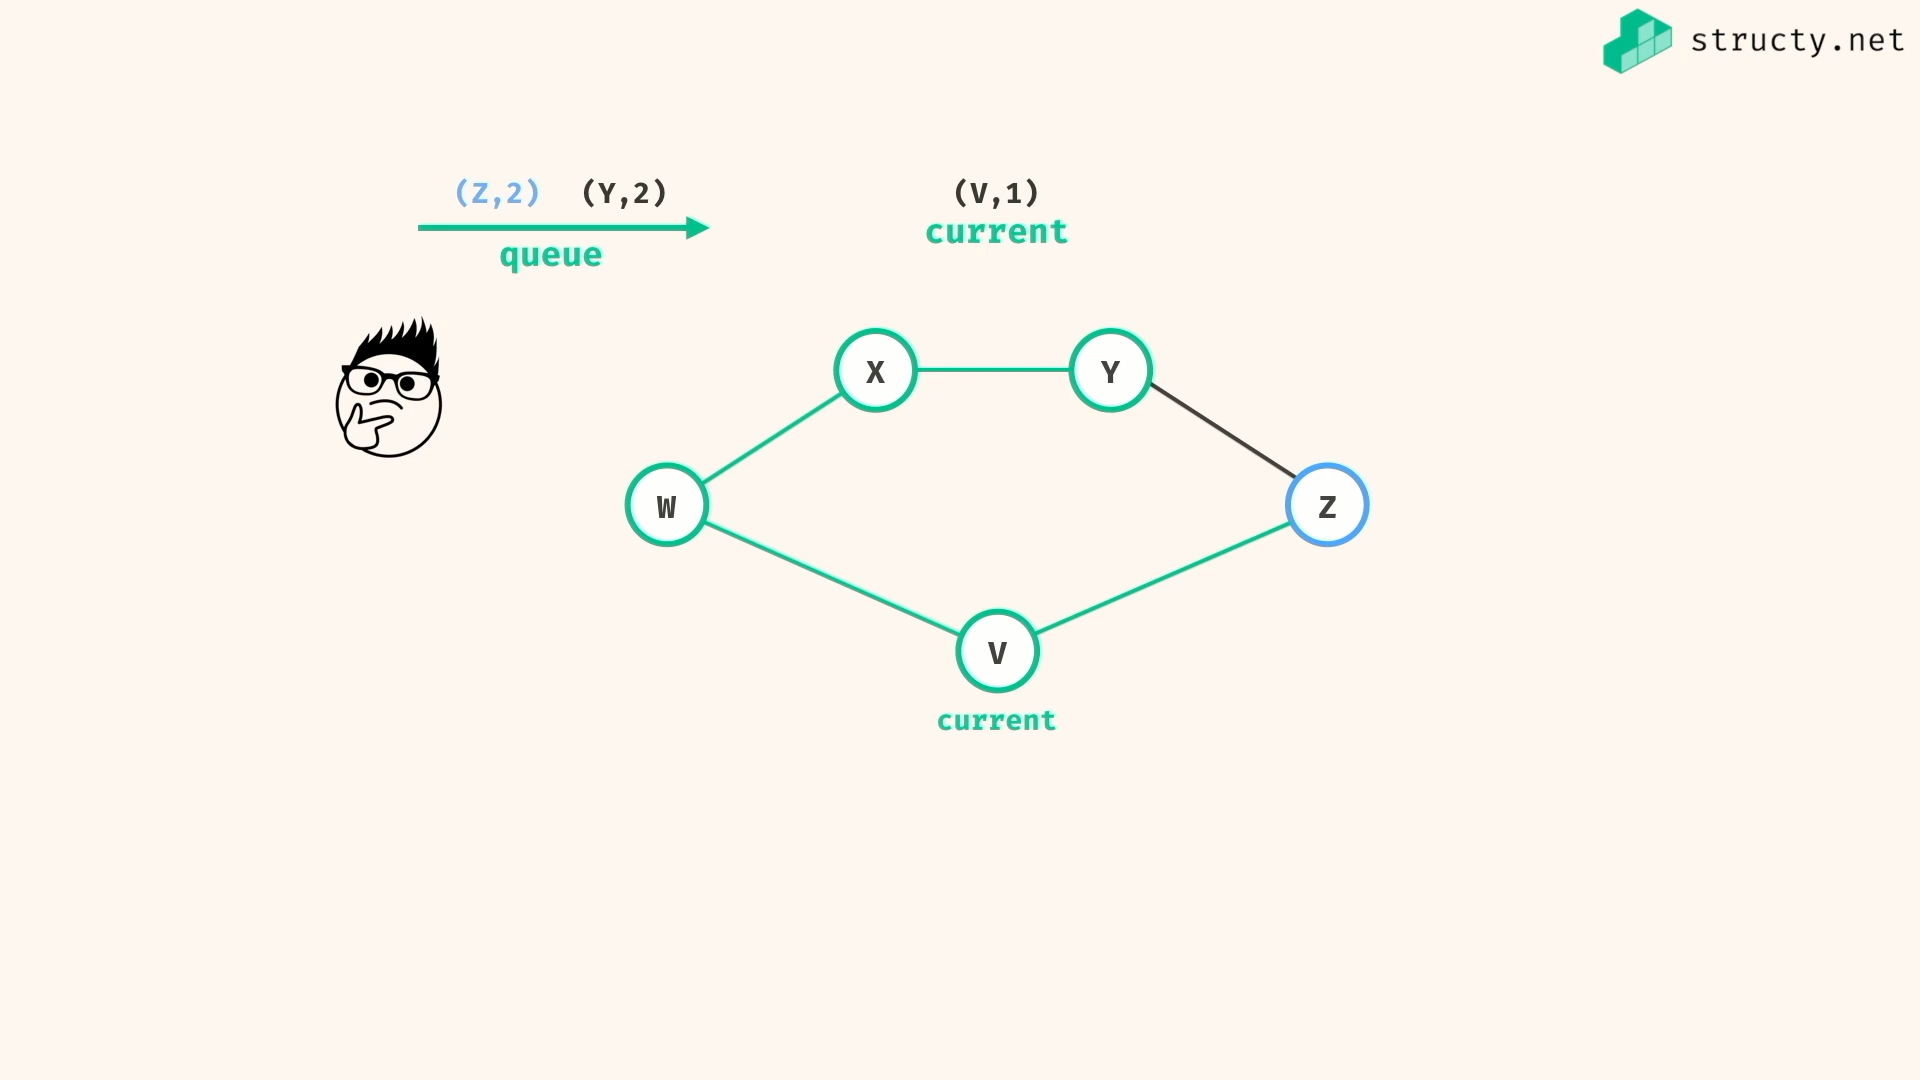 structy.net
(Z,2) (Y,2)
queue
(V,1)
current
X
Y
W
Z
V
current